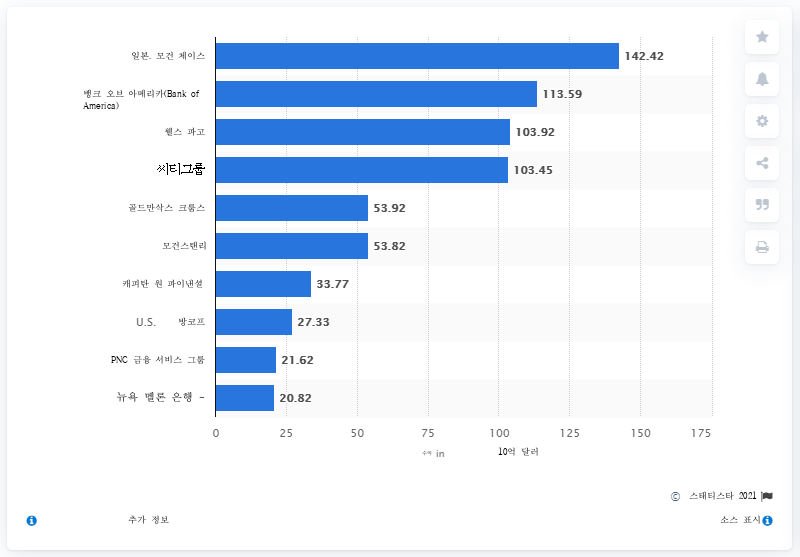 일본. 모건 체이스
142.42
뱅크 오브 아메리카(Bank of
America)
113.59
웰스 파고
103.92
씨티그룹
103.45
골드만삭스 그룹스
53.92
모건스탠리
53.82
캐피탈 원 파이낸셜
33.77
U.S. 방코프
27.33
PNC 금융 서비스 그룹
21.62
뉴욕 멜론 은행 -
20.82
0 25 50 75 100 125 150 175
수익 in 10억 달러
© 스태티스타 2021
추가 정보
소스 표시